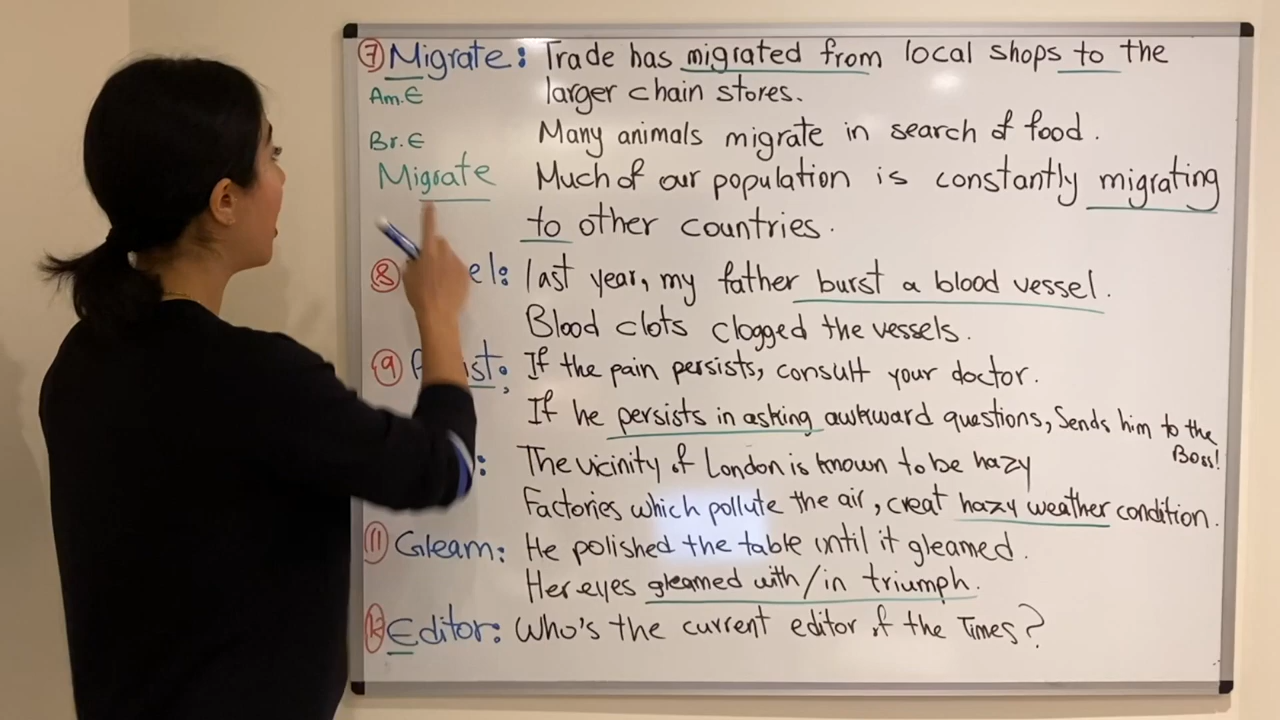 ⑦ Migrate: Trade has migrated from local shops to the
Am.E larger chain stores.
Br.E Many animals migrate in search of food.
Migrate Much of our population is constantly migrating
to other countries.
⑧ el: last year, my father burst a blood vessel.
Blood clots clogged the vessels.
⑨ P ist: If the pain persists, consult your doctor.
If he persists in asking awkward questions, Sends him to the
Boss!
: The vicinity of London is known to be hazy
Factories which pollute the air, creat hazy weather condition.
⑪ Gleam: He polished the table until it gleamed.
Her eyes gleamed with/in triumph.
⑫ Editor: Who's the current editor of the Times?